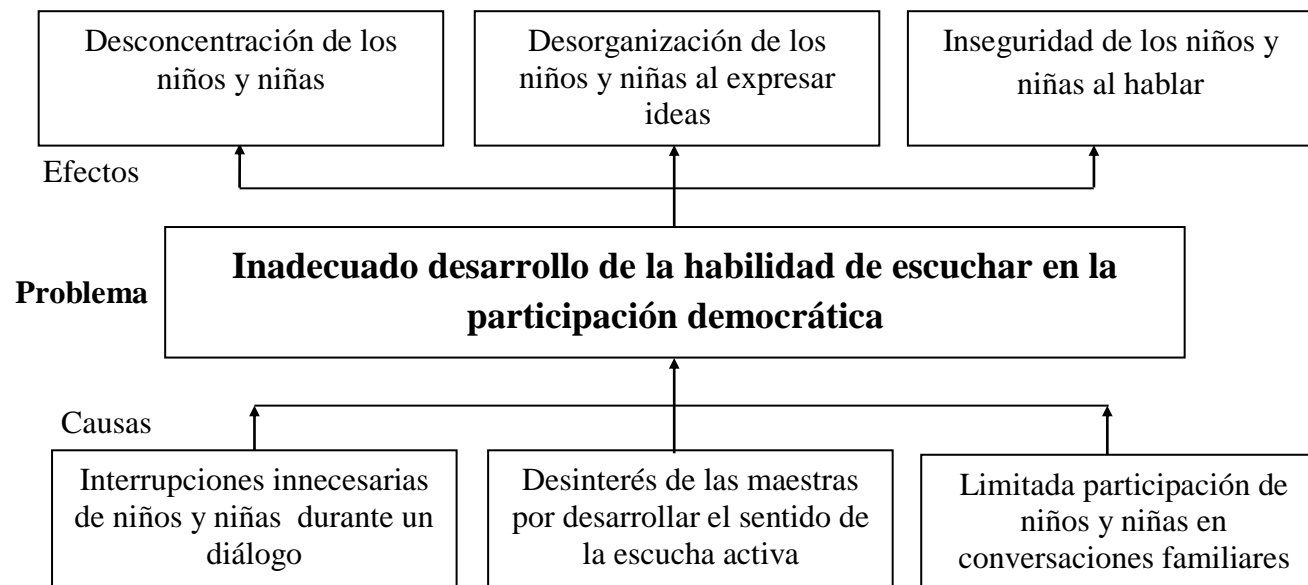 Desconcentración de los
niños y niñas
Desorganización de los
niños y niñas al expresar
ideas
Inseguridad de los niños y
niñas al hablar
Efectos
Problema
Inadecuado desarrollo de la habilidad de escuchar en la
participación democrática
Causas
Interrupciones innecesarias
de niños y niñas durante un
diálogo
Desinterés de las maestras
por desarrollar el sentido de
la escucha activa
Limitada participación de
niños y niñas en
conversaciones familiares